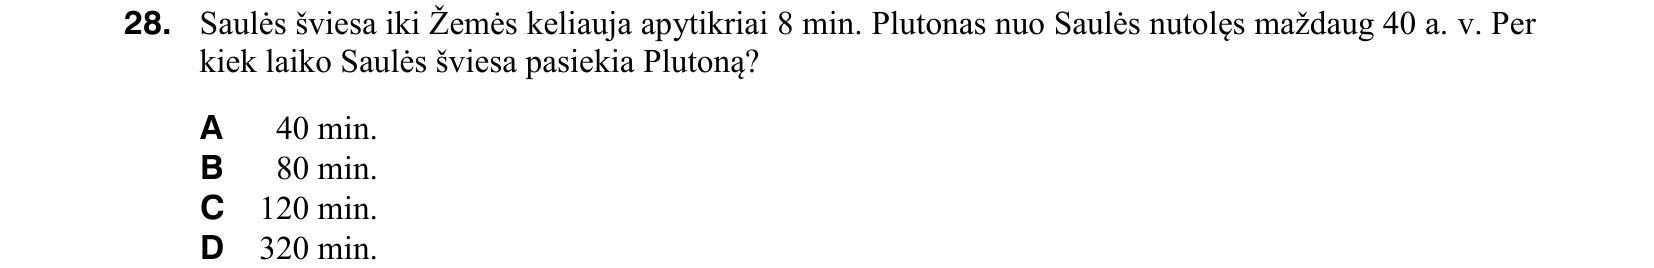 28. Saulės šviesa iki Žemės keliauja apytikriai 8 min. Plutonas nuo Saulės nutolęs maždaug 40 a. v. Per
kiek laiko Saulės šviesa pasiekia Plutoną?
A 40 min.
B 80 min.
C 120 min.
D 320 min.